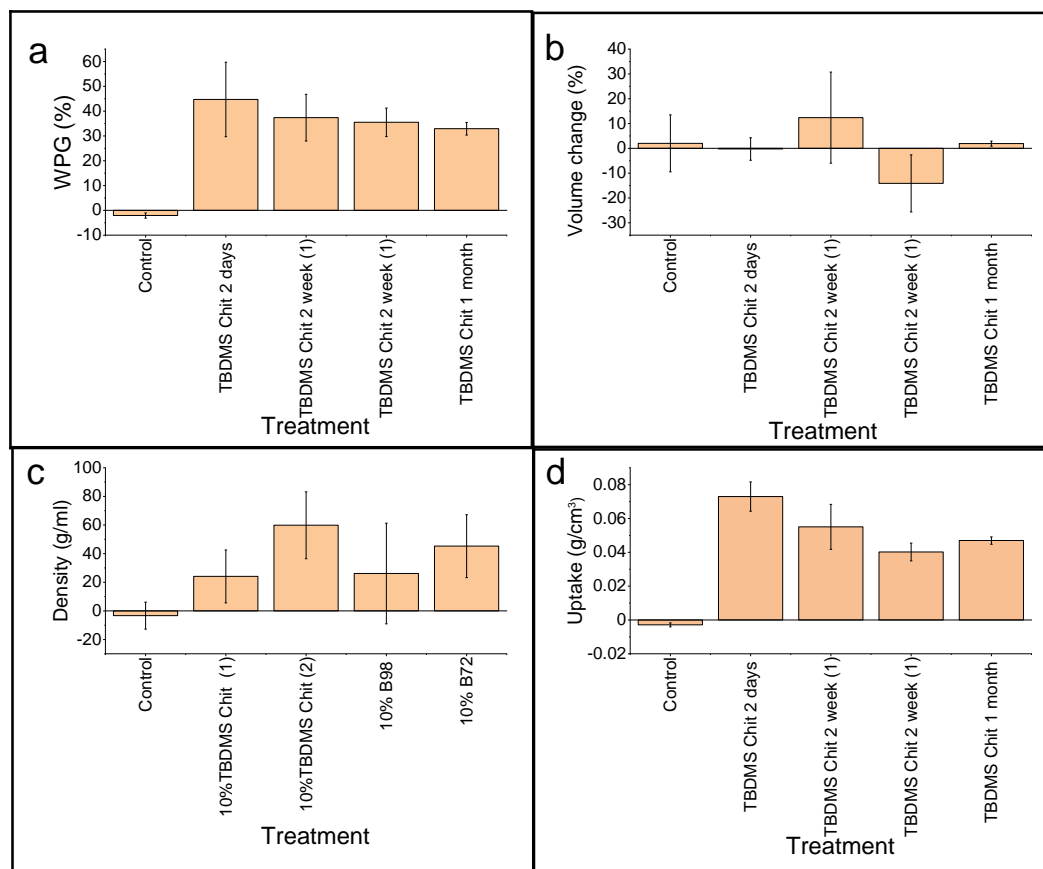 a
WPG (%)
60
50
40
30
20
10
0
-10
Control
TBDMS Chit 2 days
TBDMS Chit 2 week (1)
TBDMS Chit 2 week (1)
TBDMS Chit 1 month
Treatment
b
Volume change (%)
40
30
20
10
0
-10
-20
-30
Control
TBDMS Chit 2 days
TBDMS Chit 2 week (1)
TBDMS Chit 2 week (1)
TBDMS Chit 1 month
Treatment
c
Density (g/ml)
100
80
60
40
20
0
-20
Control
10%TBDMS Chit (1)
10%TBDMS Chit (2)
10% B98
10% B72
Treatment
d
Uptake (g/cm³)
0.08
0.06
0.04
0.02
0
-0.02
Control
TBDMS Chit 2 days
TBDMS Chit 2 week (1)
TBDMS Chit 2 week (1)
TBDMS Chit 1 month
Treatment